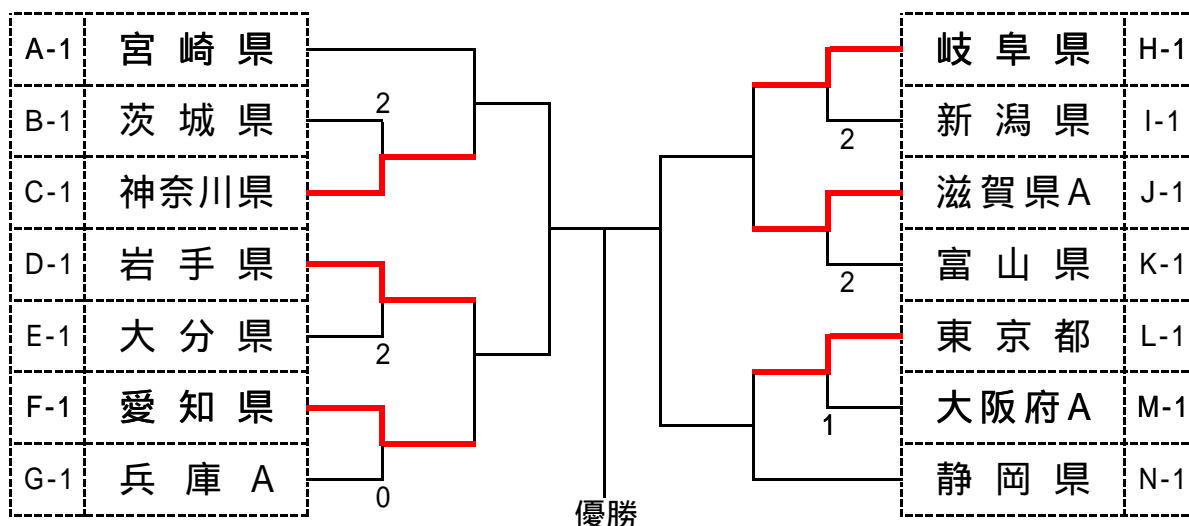 A-1 宮崎県
B-1 茨城県 2
C-1 神奈川県
D-1 岩手県
E-1 大分県 2
F-1 愛知県
G-1 兵庫A 0
優勝
岐阜県 H-1
2 新潟県 I-1
滋賀県A J-1
2 富山県 K-1
東京都 L-1
1 大阪府A M-1
静岡県 N-1